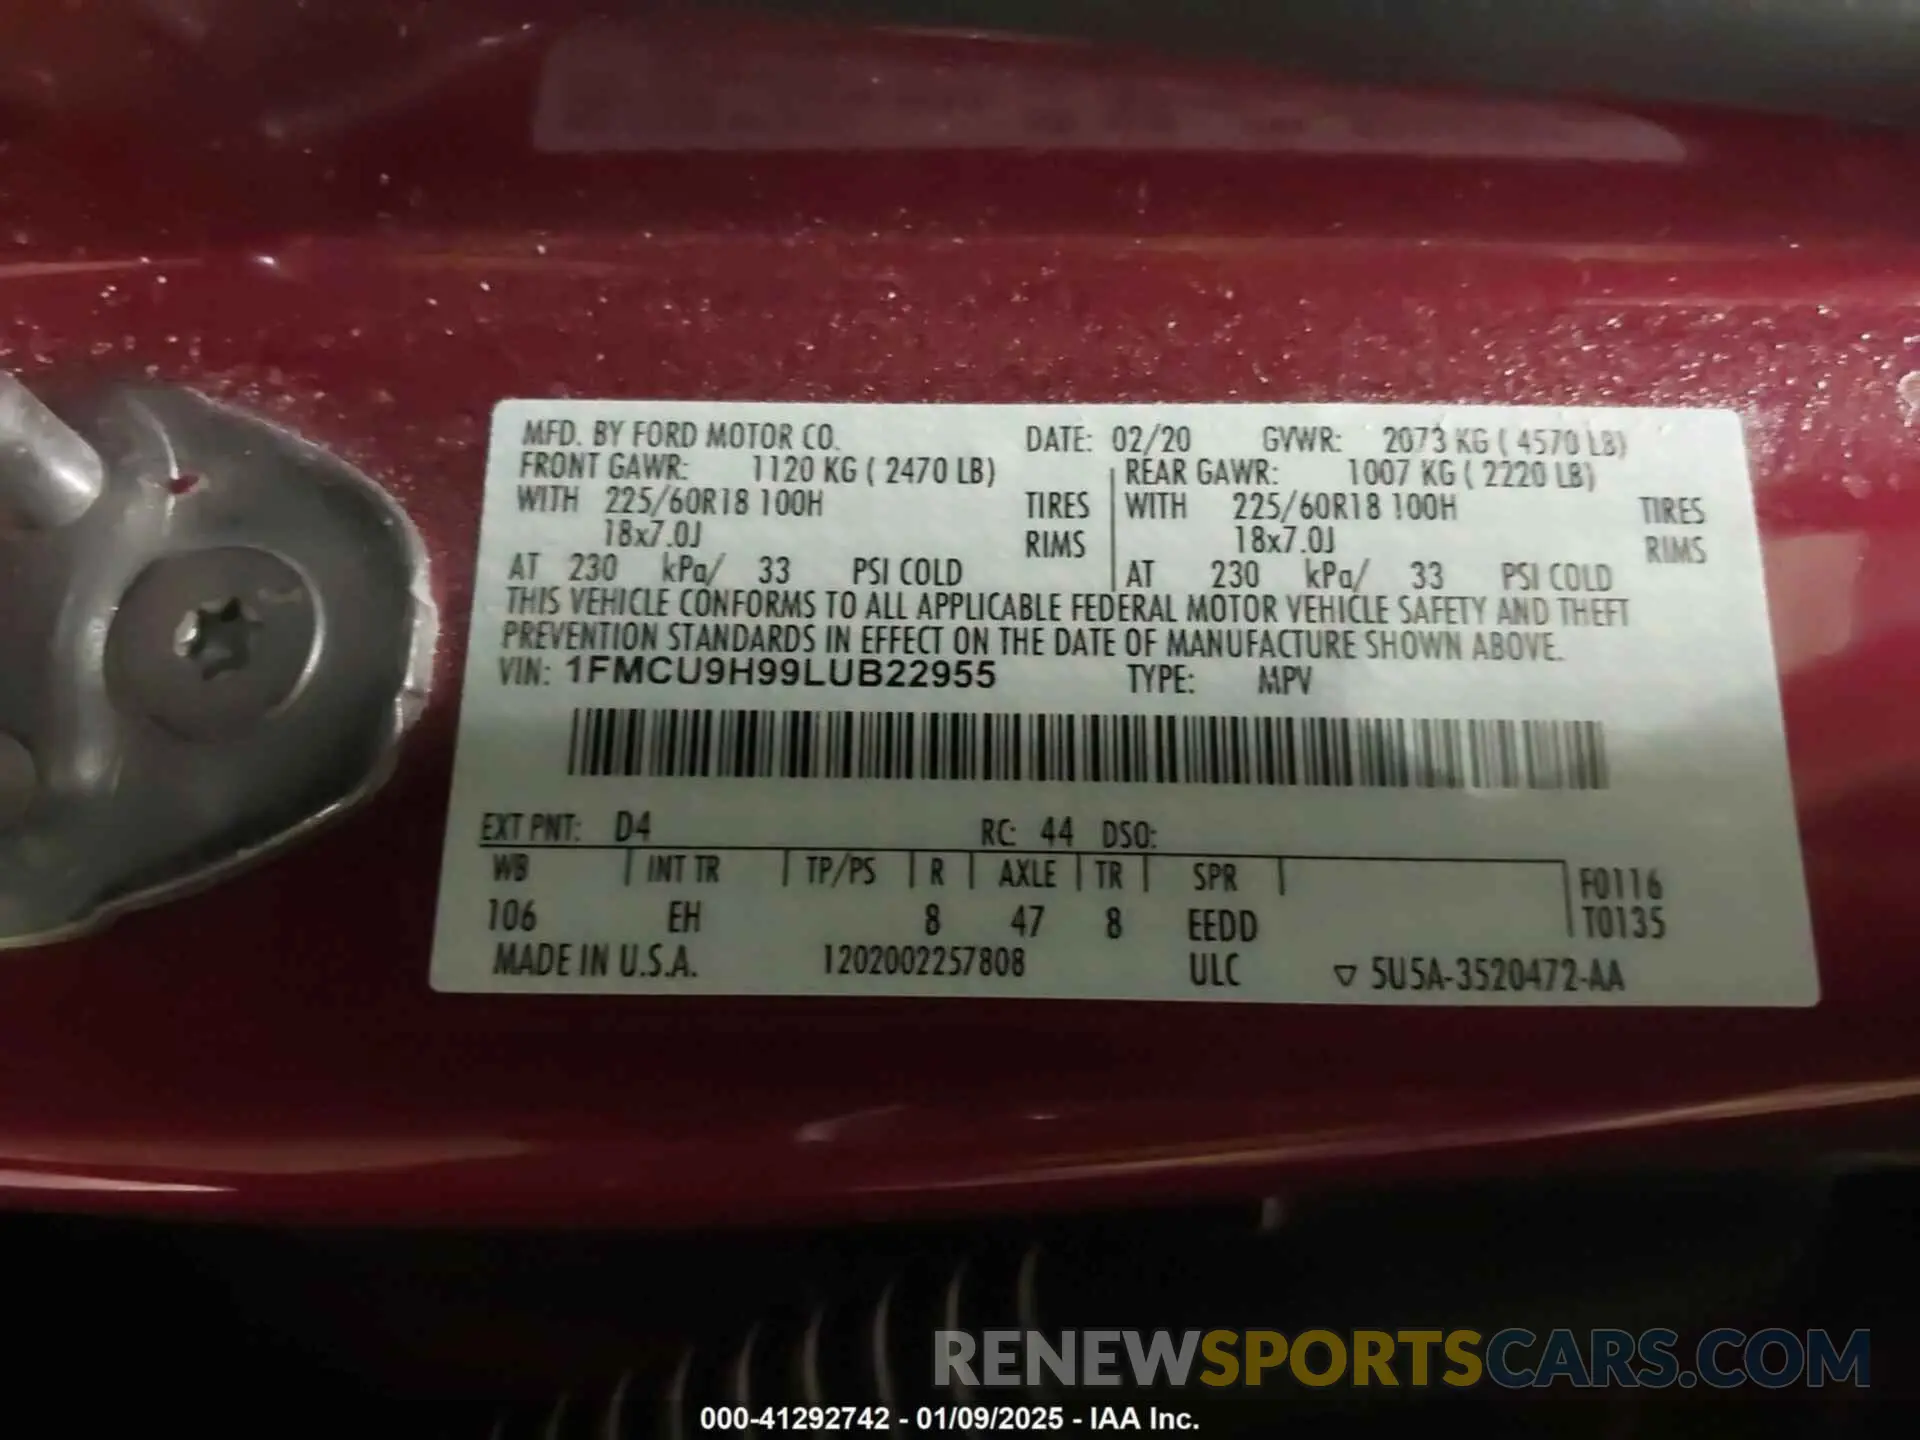 MFD. BY FORD MOTOR CO. DATE: 02/20 GVWR: 2073 KG ( 4570 LB)
FRONT GAWR: 1120 KG ( 2470 LB) REAR GAWR: 1007 KG ( 2220 LB)
WITH 225/60R18 100H TIRES WITH 225/60R18 100H TIRES
18x7.0J RIMS 18x7.0J RIMS
AT 230 kPa/ 33 PSI COLD AT 230 kPa/ 33 PSI COLD
THIS VEHICLE CONFORMS TO ALL APPLICABLE FEDERAL MOTOR VEHICLE SAFETY AND THEFT
PREVENTION STANDARDS IN EFFECT ON THE DATE OF MANUFACTURE SHOWN ABOVE.
VIN: 1FMCU9H99LUB22955 TYPE: MPV
EXT PNT: D4 RC: 44 DSO:
WB INT TR TP/PS R AXLE TR SPR F0116
106 EH 8 47 8 EEDD T0135
MADE IN U.S.A. 1202002257808 ULC ▽ 5U5A-3520472-AA
RENEWSPORTSCARS.COM
000-41292742 - 01/09/2025 - IAA Inc.